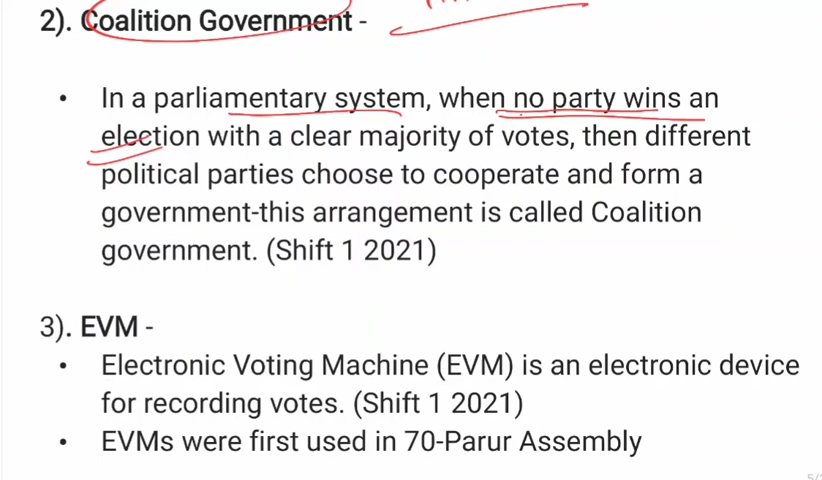 2). Coalition Government -
• In a parliamentary system, when no party wins an
election with a clear majority of votes, then different
political parties choose to cooperate and form a
government-this arrangement is called Coalition
government. (Shift 1 2021)
3). EVM -
• Electronic Voting Machine (EVM) is an electronic device
for recording votes. (Shift 1 2021)
• EVMs were first used in 70-Parur Assembly